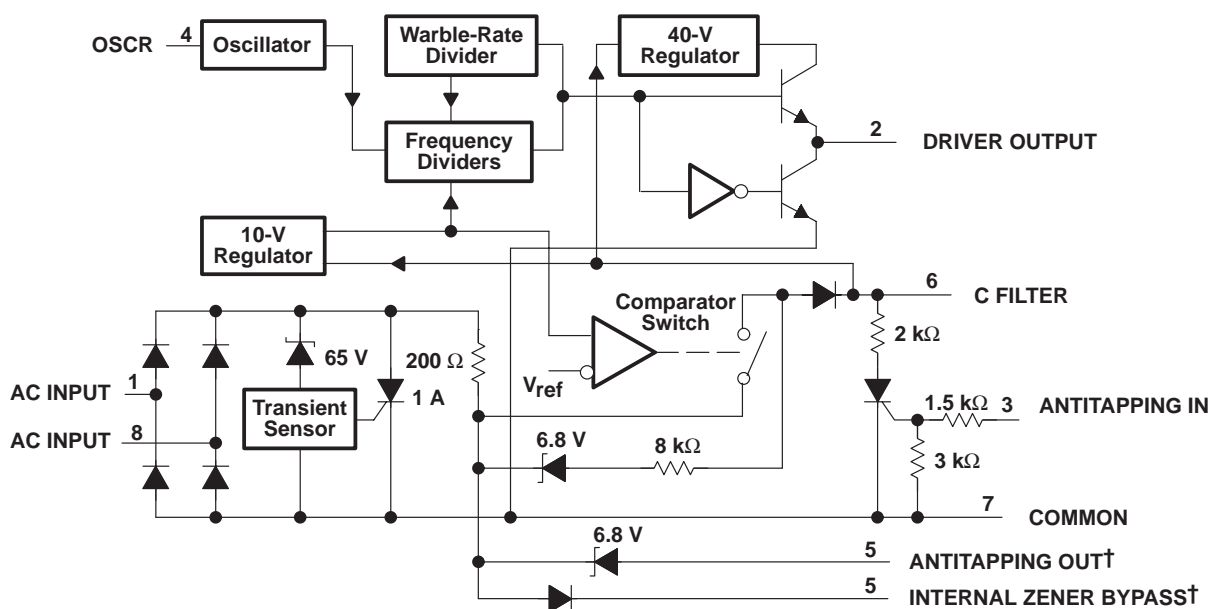 OSCR
4
Oscillator
Warble-Rate
Divider
40-V
Regulator
Frequency
Dividers
2
DRIVER OUTPUT
10-V
Regulator
6
C FILTER
Comparator
Switch
2 kΩ
65 V
200 Ω
Vref
AC INPUT
1
1 A
1.5 kΩ
3
ANTITAPPING IN
Transient
Sensor
AC INPUT
8
6.8 V
8 kΩ
3 kΩ
7
COMMON
6.8 V
5
ANTITAPPING OUT†
5
INTERNAL ZENER BYPASS†